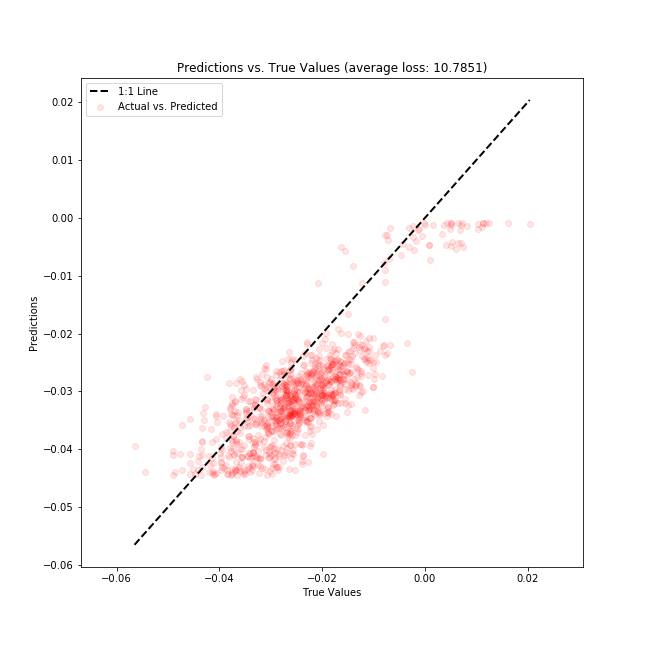 Predictions vs. True Values (average loss: 10.7851)
1:1 Line
Actual vs. Predicted
0.02
0.01
0.00
−0.01
−0.02
−0.03
−0.04
−0.05
−0.06
Predictions
−0.06 −0.04 −0.02 0.00 0.02
True Values